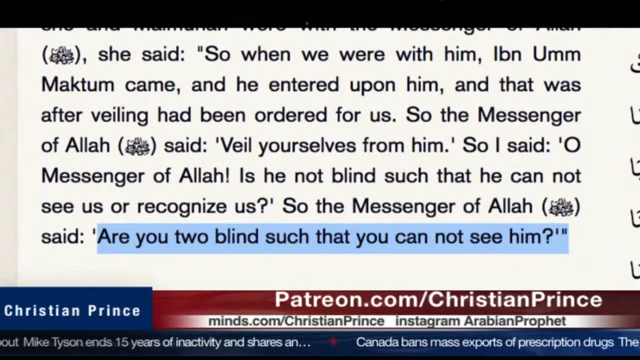 she and Maimunah were with the Messenger of Allah
(ﷺ), she said: "So when we were with him, Ibn Umm
Maktum came, and he entered upon him, and that was
after veiling had been ordered for us. So the Messenger
of Allah (ﷺ) said: 'Veil yourselves from him.' So I said: 'O
Messenger of Allah! Is he not blind such that he can not
see us or recognize us?' So the Messenger of Allah (ﷺ)
said: 'Are you two blind such that you can not see him?'"
Christian Prince
Patreon.com/ChristianPrince
minds.com/ChristianPrince instagram ArabianProphet
out Mike Tyson ends 15 years of inactivity and shares an... Canada bans mass exports of prescription drugs The